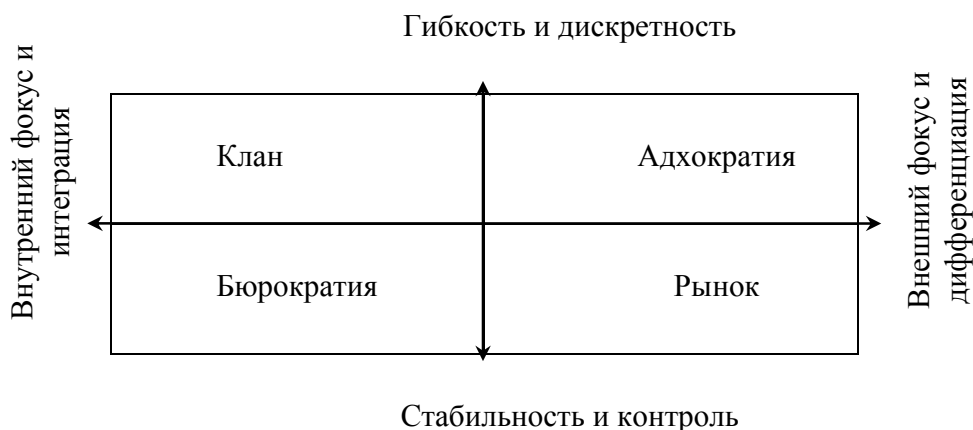 Гибкость и дискретность
Внутренний фокус и
интеграция
Клан
Адхократия
Внешний фокус и
дифференциация
Бюрократия
Рынок
Стабильность и контроль